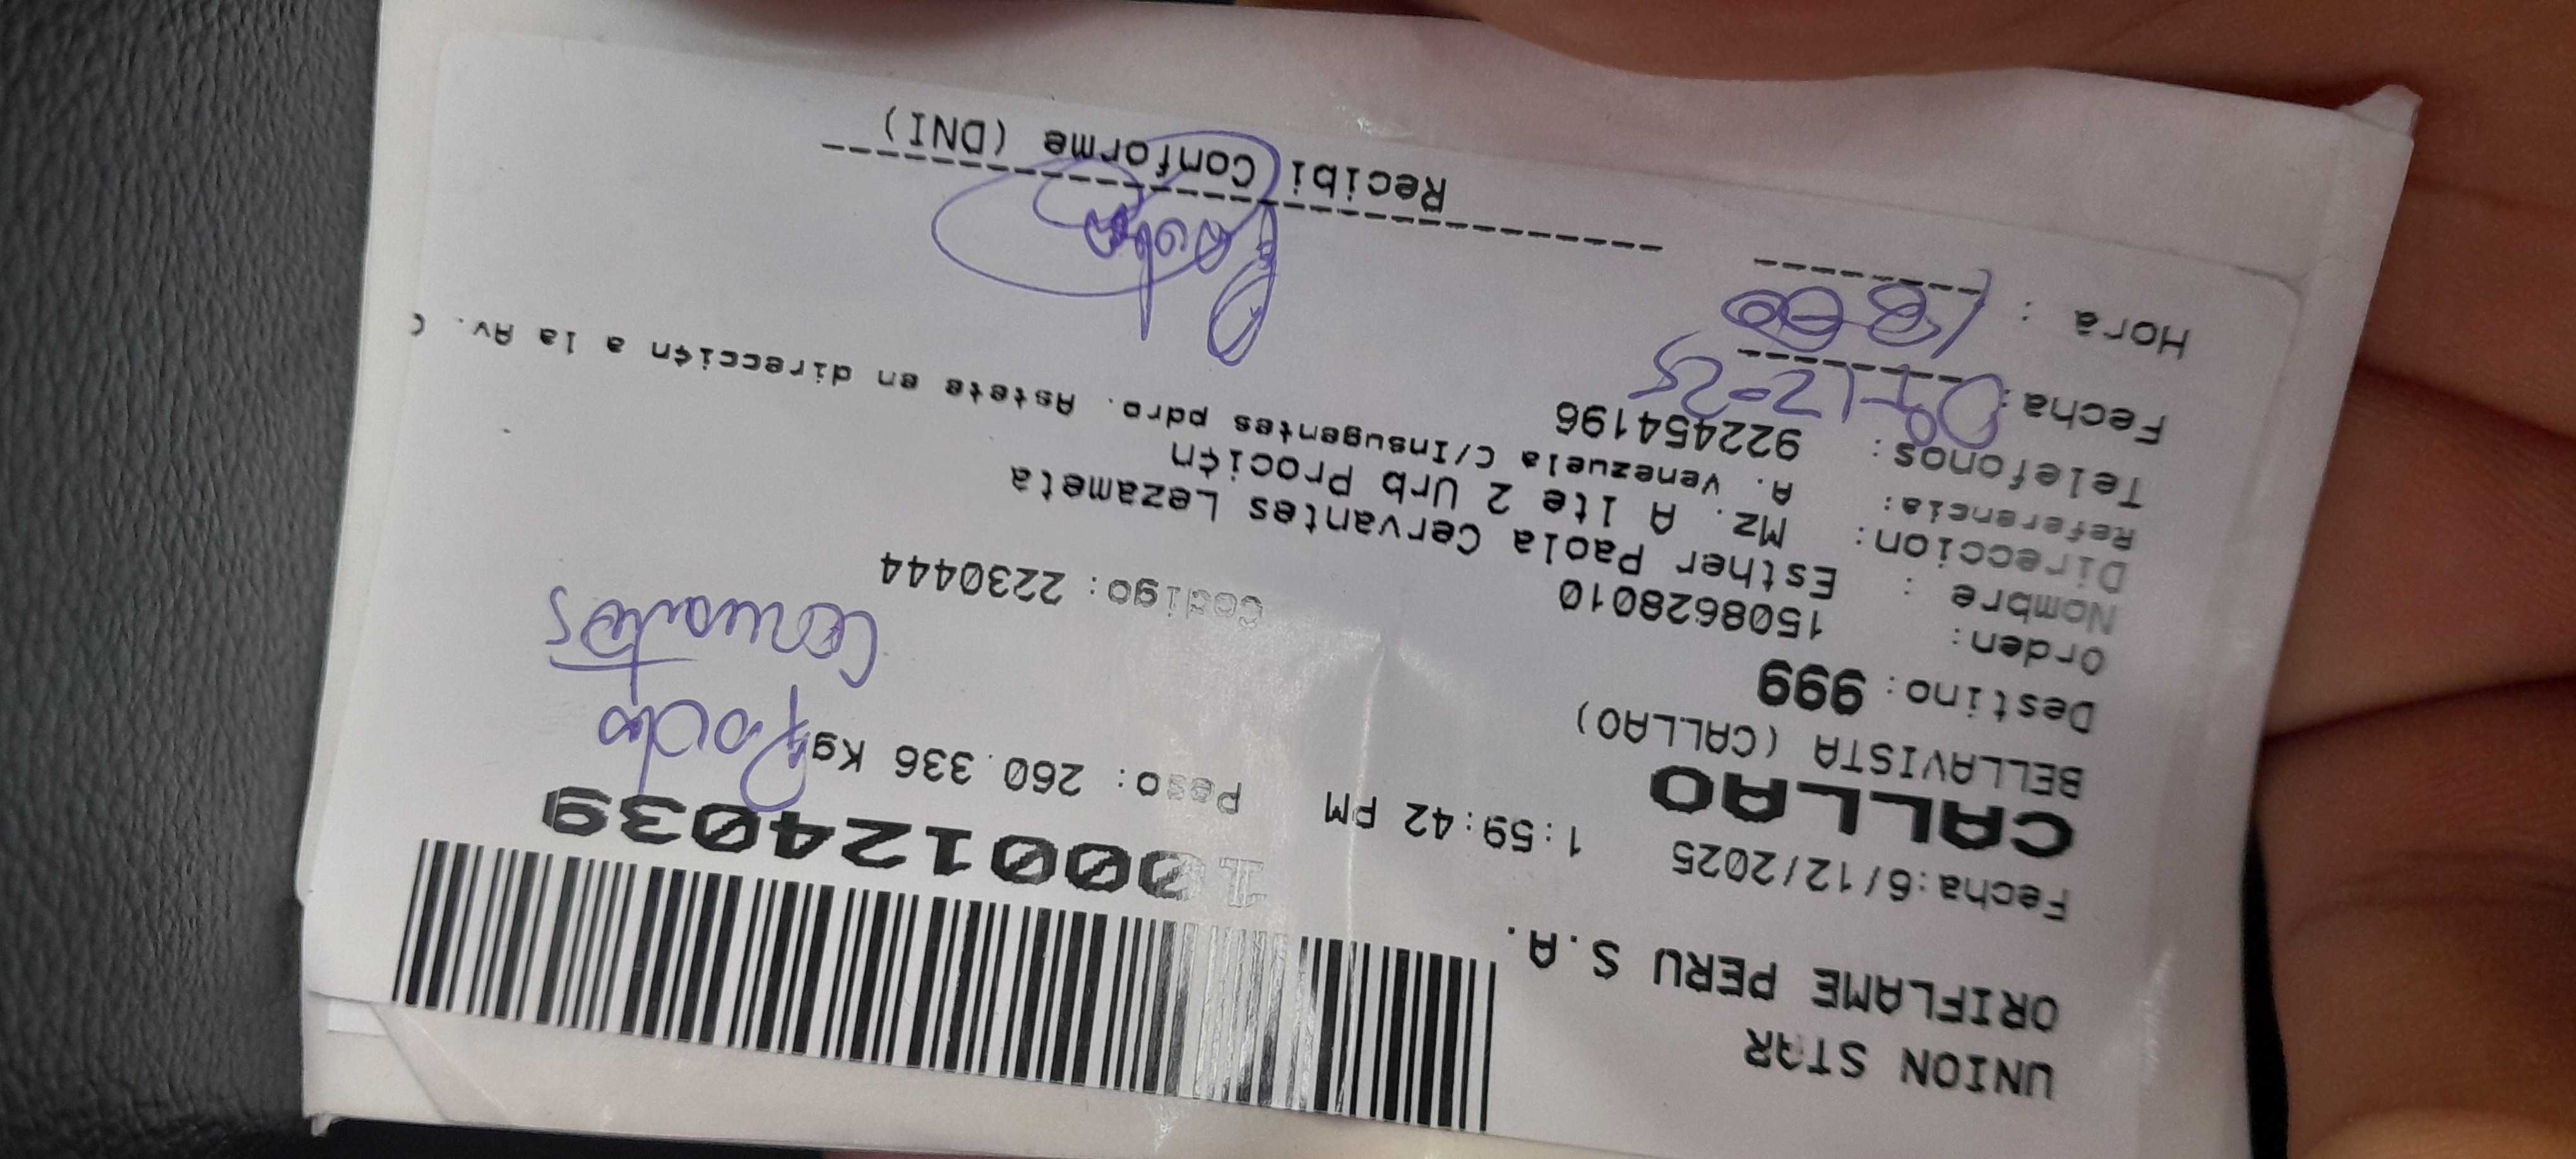 UNION STAR
ORIFLAME PERU S.A.
Fecha:6/12/2025 1:59:42 PM
10000124039
CALLAO
BELLAVISTA (CALLAO) Peso: 260.336 Kg
Paola
Cervantes
Destino: 999
Orden: 1508628010 Codigo: 2230444
Nombre : Esther Paola Cervantes Lezameta
Direccion: Mz. A lte 2 Urb Proci¢n
Referencia: A. Venezuela C/Insugentes pdro. Astete en direcci¢n a la Av.
Telefonos: 922454196
Fecha: 07-12-25
Hora : 18:00
Paola
Recibi Conforme (DNI)